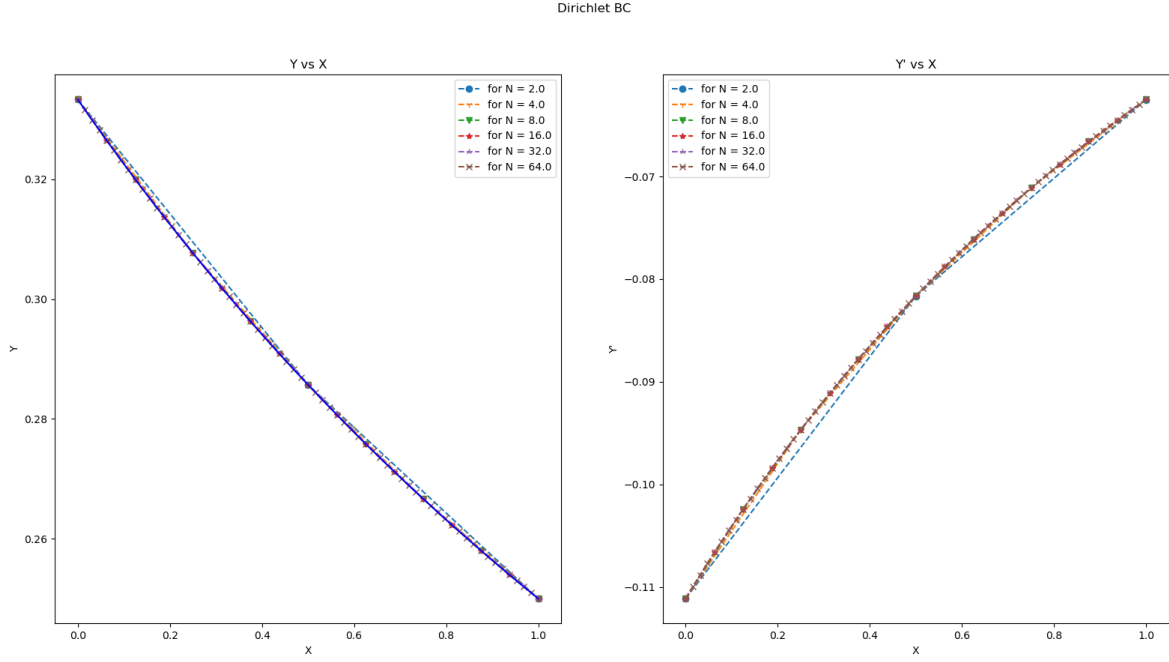 Dirichlet BC
Y vs X
for N = 2.0
for N = 4.0
for N = 8.0
for N = 16.0
for N = 32.0
for N = 64.0
0.32
0.30
0.28
0.26
Y
0.0 0.2 0.4 0.6 0.8 1.0
X
Y' vs X
for N = 2.0
for N = 4.0
for N = 8.0
for N = 16.0
for N = 32.0
for N = 64.0
−0.07
−0.08
−0.09
−0.10
−0.11
Y'
0.0 0.2 0.4 0.6 0.8 1.0
X